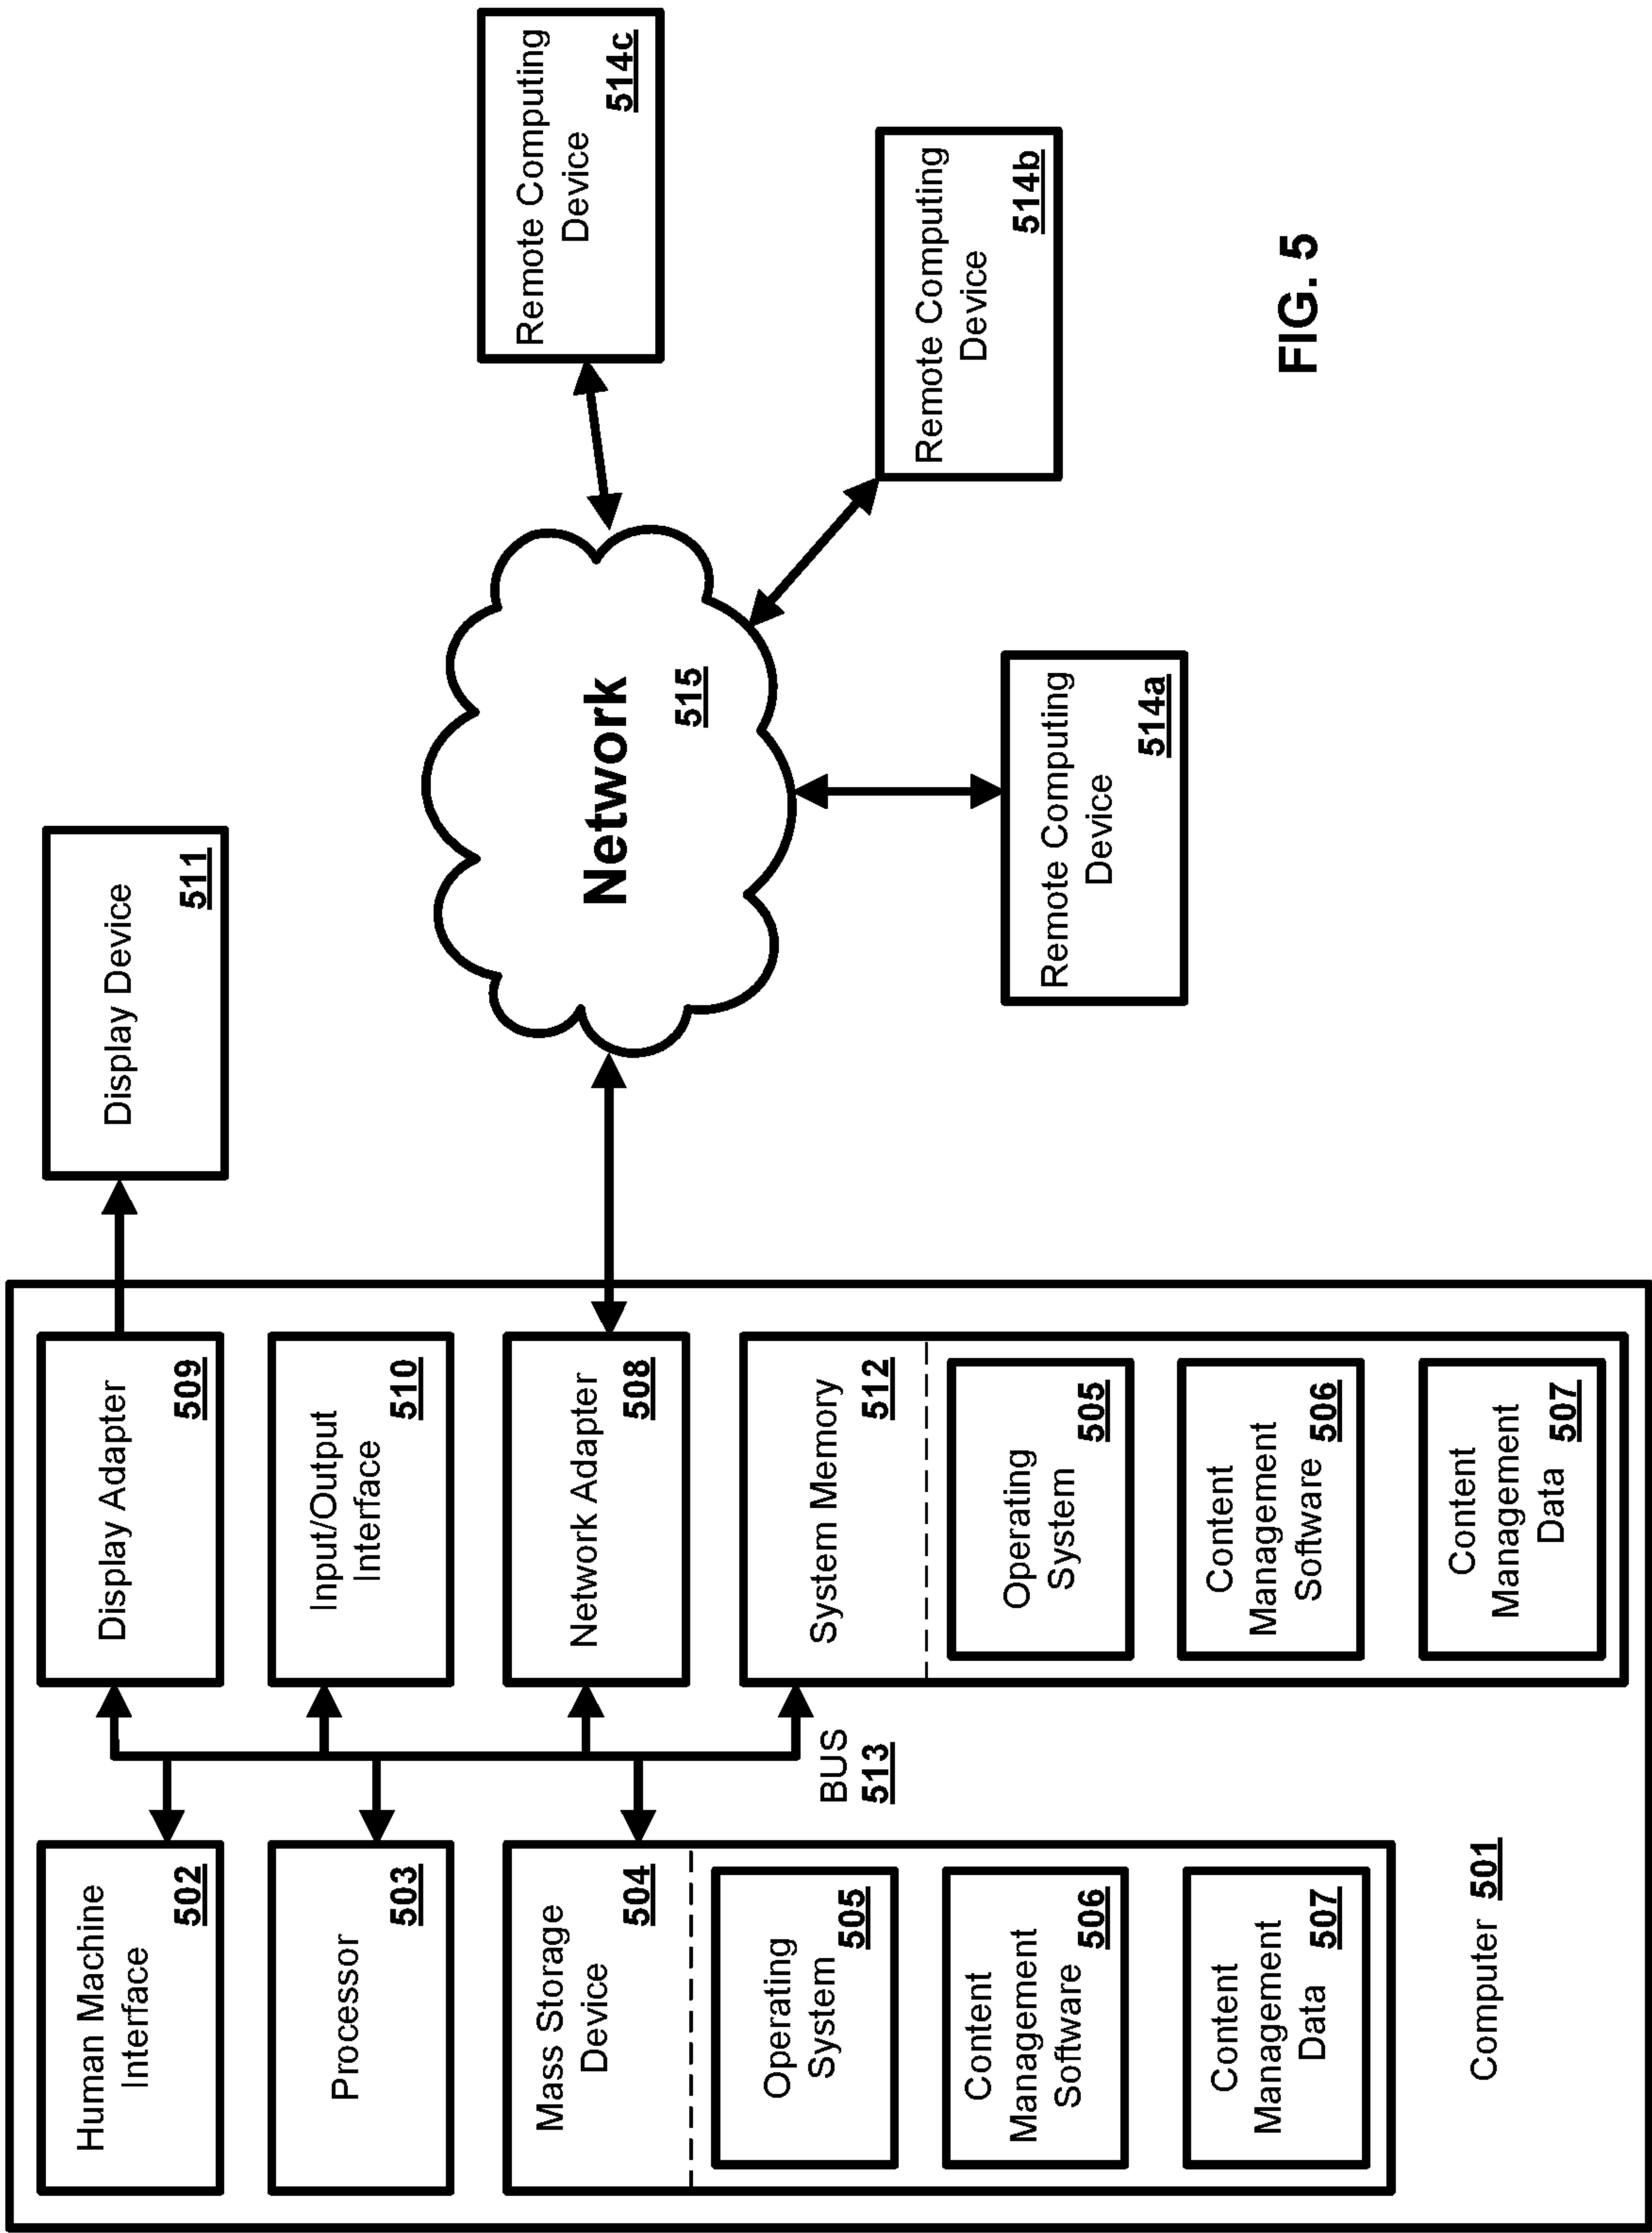 Human Machine
Interface
502
Processor
503
Mass Storage
Device
504
Operating
System
505
Content
Management
Software
506
Content
Management
Data
507
Computer 501
BUS
513
Display Adapter
509
Input/Output
Interface
510
Network Adapter
508
System Memory
512
Operating
System
505
Content
Management
Software
506
Content
Management
Data
507
Display Device
511
Network
515
Remote Computing
Device
514a
Remote Computing
Device
514b
Remote Computing
Device
514c
FIG. 5